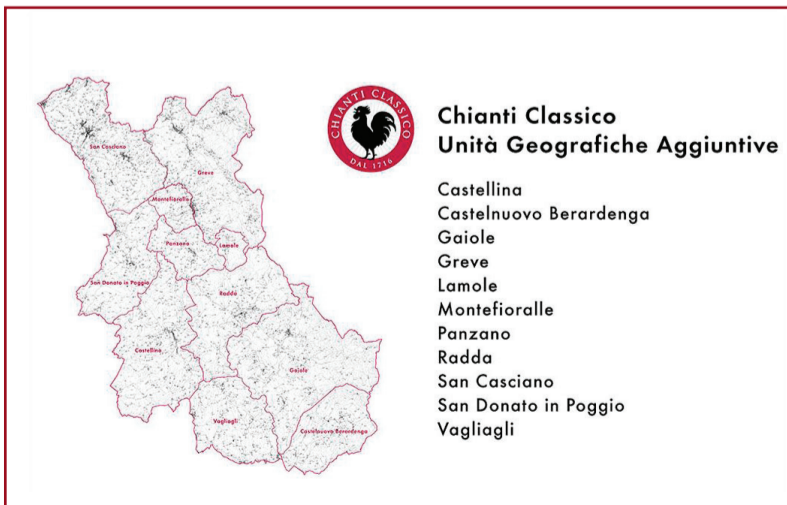 San Casciano
Greve
Montefioralle
Panzano
Lamole
San Donato in Poggio
Radda
Castellina
Gaiole
Vagliagli
Castelnuovo Berardenga
CHIANTI CLASSICO
DAL 1716
Chianti Classico
Unità Geografiche Aggiuntive
Castellina
Castelnuovo Berardenga
Gaiole
Greve
Lamole
Montefioralle
Panzano
Radda
San Casciano
San Donato in Poggio
Vagliagli